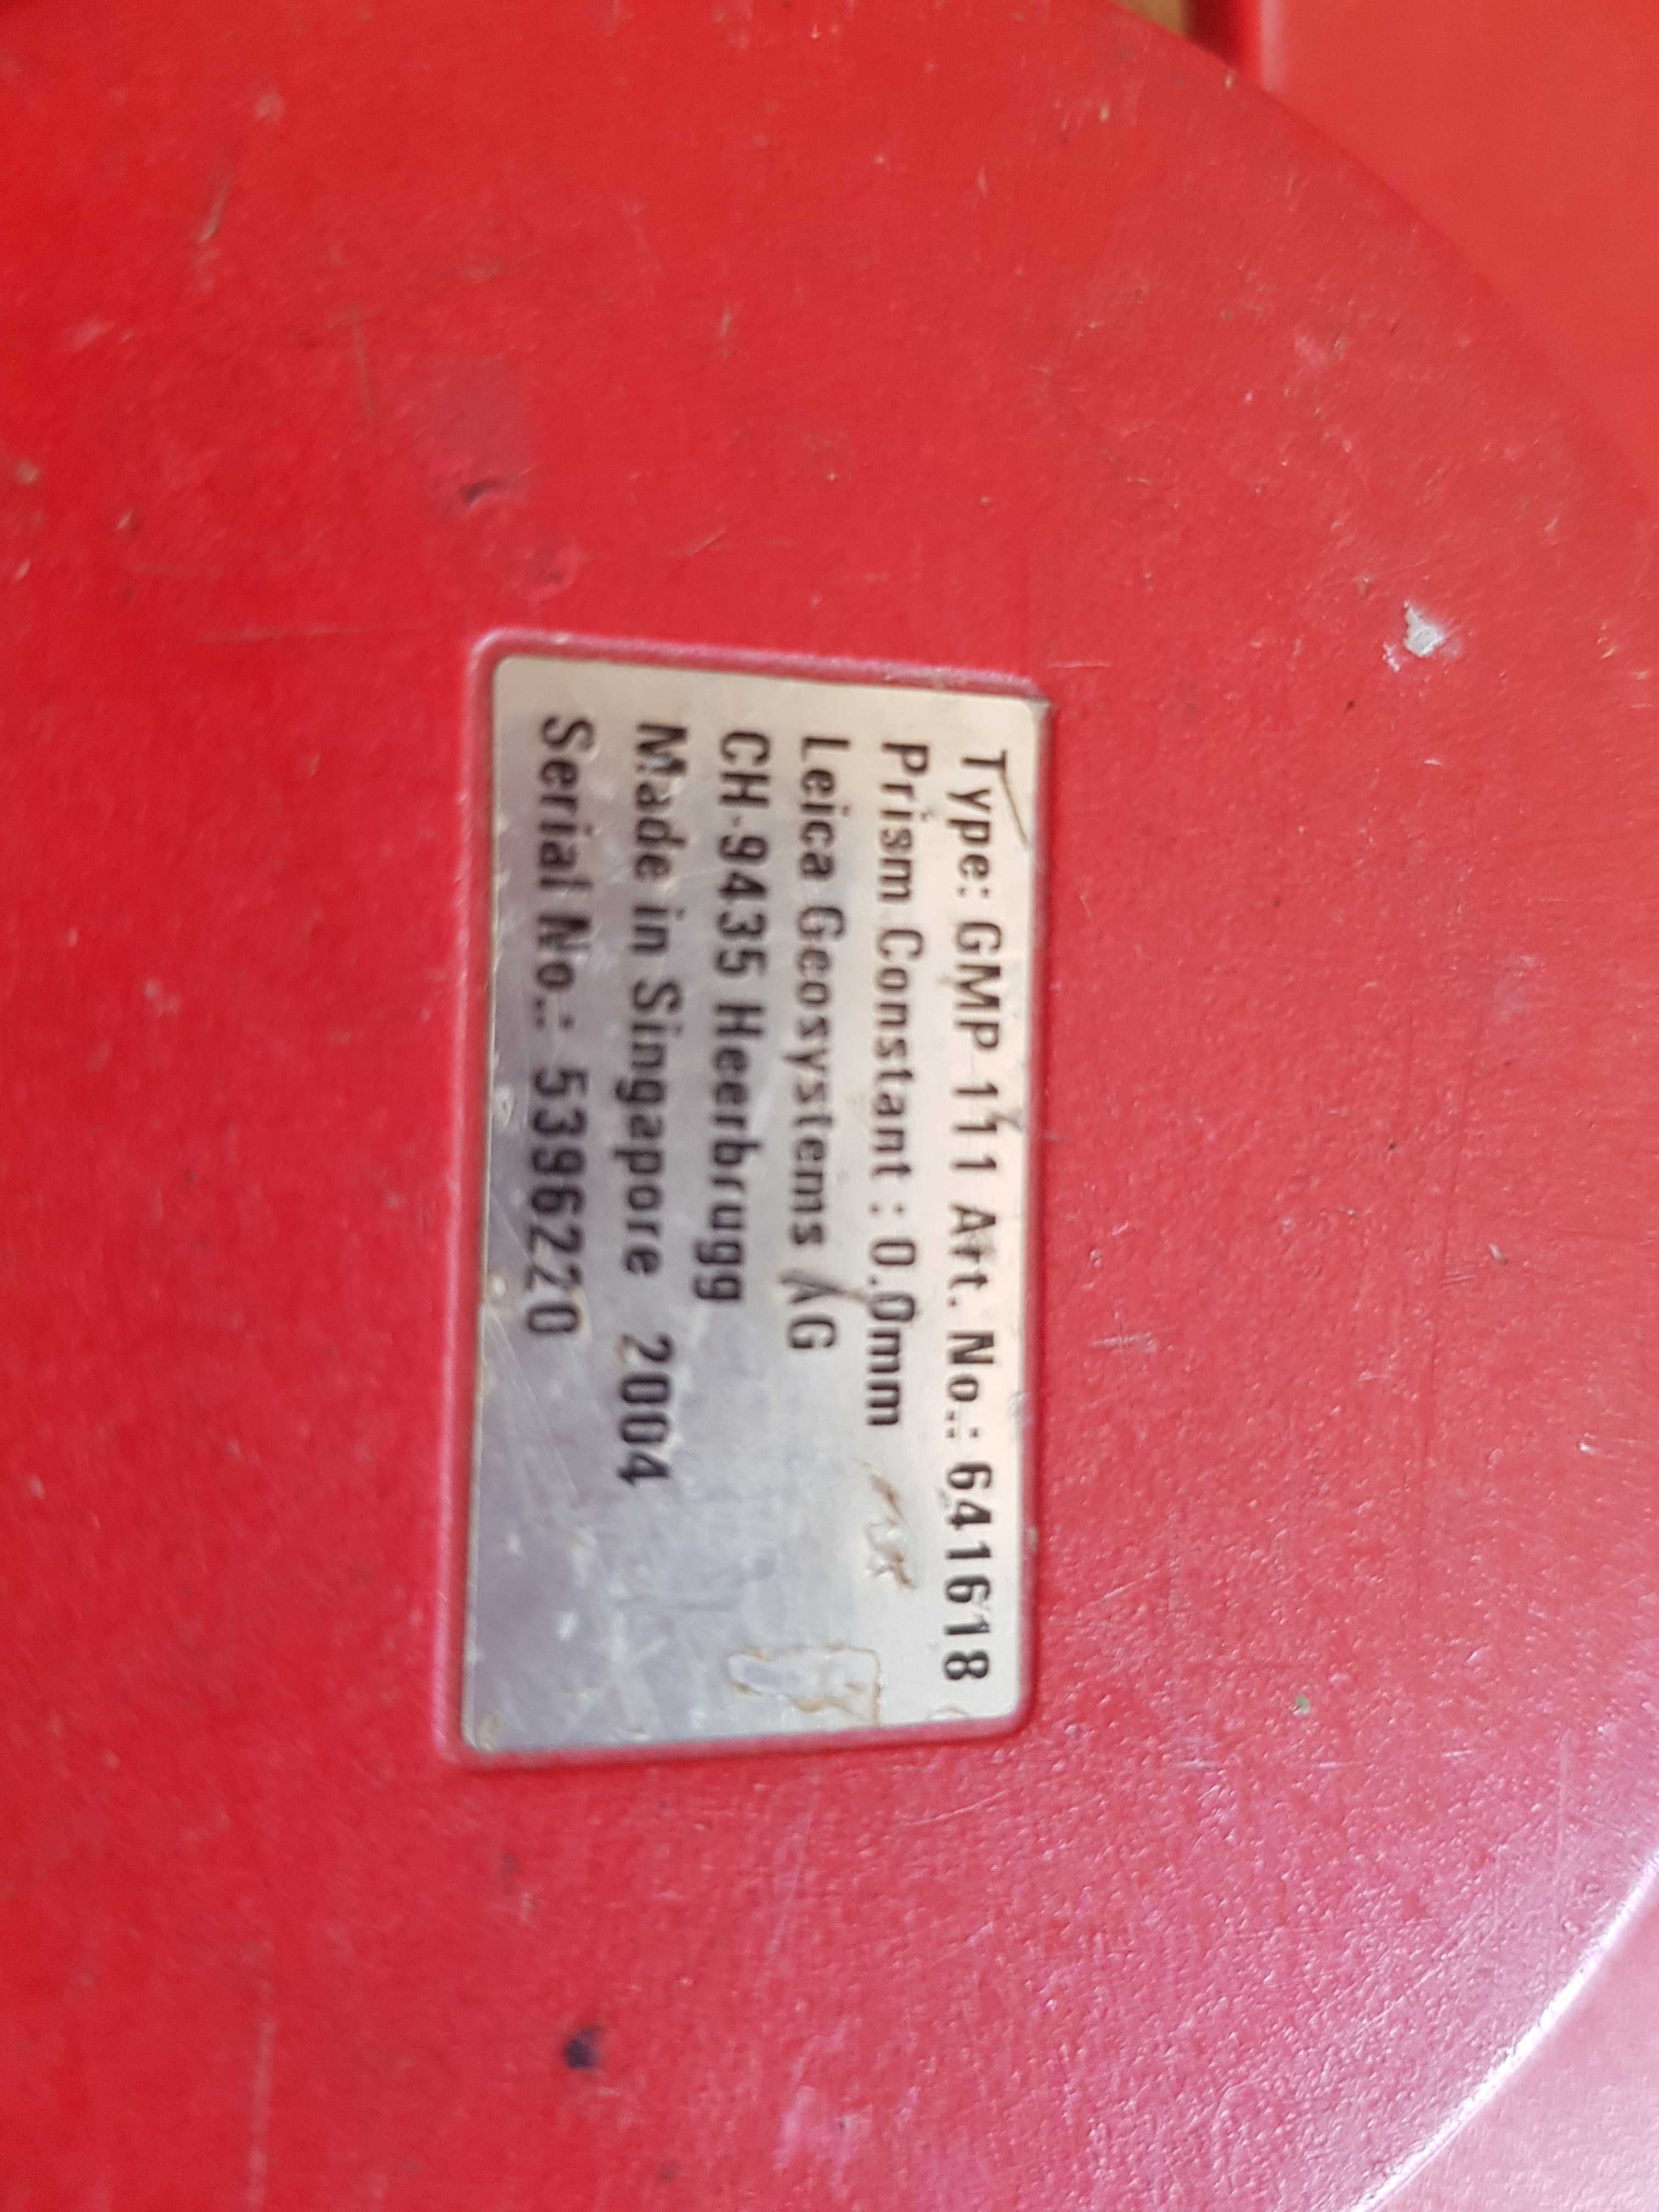 Type: GMP 111 Art. No.: 641618
Prism Constant : 0.0mm
Leica Geosystems AG
CH-9435 Heerbrugg
Made in Singapore 2004
Serial No.: 5396220